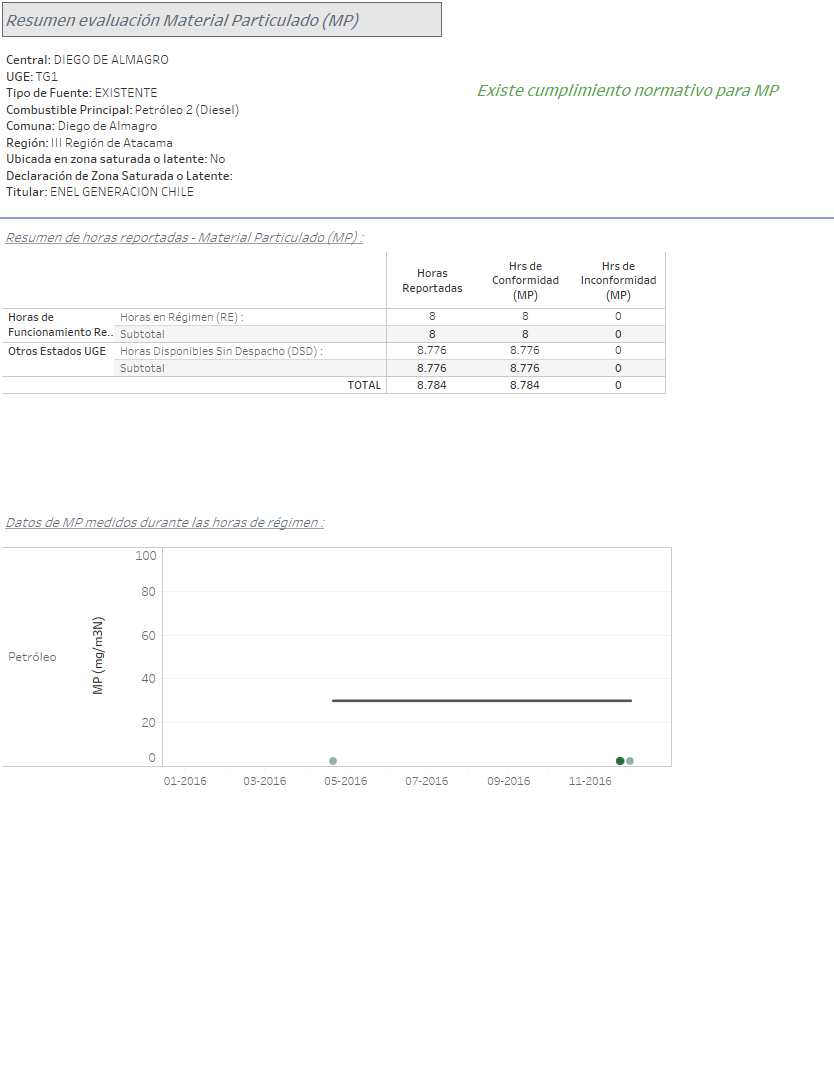 Resumen evaluación Material Particulado (MP)
Central: DIEGO DE ALMAGRO
UGE: TG1
Tipo de Fuente: EXISTENTE
Combustible Principal: Petróleo 2 (Diesel)
Comuna: Diego de Almagro
Región: III Región de Atacama
Ubicada en zona saturada o latente: No
Declaración de Zona Saturada o Latente:
Titular: ENEL GENERACION CHILE
Existe cumplimiento normativo para MP
Resumen de horas reportadas - Material Particulado (MP) :
Horas Reportadas
Hrs de Conformidad (MP)
Hrs de Inconformidad (MP)
Horas de Funcionamiento Re..
Horas en Régimen (RE) : 8 8 0
Subtotal 8 8 0
Otros Estados UGE Horas Disponibles Sin Despacho (DSD) : 8.776 8.776 0
Subtotal 8.776 8.776 0
TOTAL 8.784 8.784 0
Datos de MP medidos durante las horas de régimen :
Petróleo
MP (mg/m3N)
100
80
60
40
20
0
01-2016 03-2016 05-2016 07-2016 09-2016 11-2016